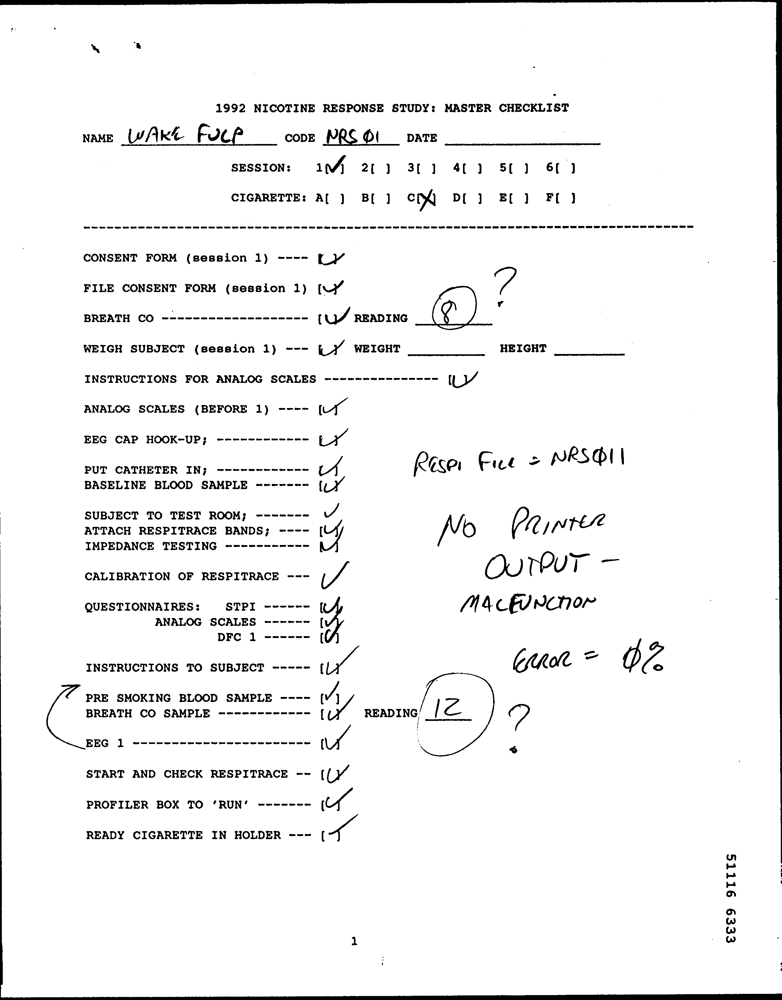 1992 NICOTINE RESPONSE STUDY: MASTER CHECKLIST
NAME WAKE FULP CODE NRS Ø1 DATE
SESSION: 1[✓] 2[ ] 3[ ] 4[ ] 5[ ] 6[ ]
CIGARETTE: A[ ] B[ ] C[X] D[ ] E[ ] F[ ]
CONSENT FORM (session 1) ---- [✓]
FILE CONSENT FORM (session 1) [✓]
BREATH CO ------------------- [✓] READING 8 ?
WEIGH SUBJECT (session 1) --- [✓] WEIGHT HEIGHT
INSTRUCTIONS FOR ANALOG SCALES --------------- [✓]
ANALOG SCALES (BEFORE 1) ---- [✓]
EEG CAP HOOK-UP; ------------ [✓]
RESPI FILE = NRSØ11
PUT CATHETER IN; ------------ [✓]
BASELINE BLOOD SAMPLE ------- [✓]
SUBJECT TO TEST ROOM; ------- ✓
NO PRINTER
ATTACH RESPITRACE BANDS; ---- [✓]
IMPEDANCE TESTING ----------- [✓]
OUTPUT -
CALIBRATION OF RESPITRACE --- ✓
MALFUNCTION
QUESTIONNAIRES: STPI ------ [✓]
ANALOG SCALES ------ [✓]
DFC 1 ------ [✓]
ERROR = Ø%
INSTRUCTIONS TO SUBJECT ----- [✓]
PRE SMOKING BLOOD SAMPLE ---- [✓]
BREATH CO SAMPLE ------------ [✓] READING 12 ?
EEG 1 ----------------------- [✓]
START AND CHECK RESPITRACE -- [✓]
PROFILER BOX TO 'RUN' ------- [✓]
READY CIGARETTE IN HOLDER --- [✓]
51116 6333
1